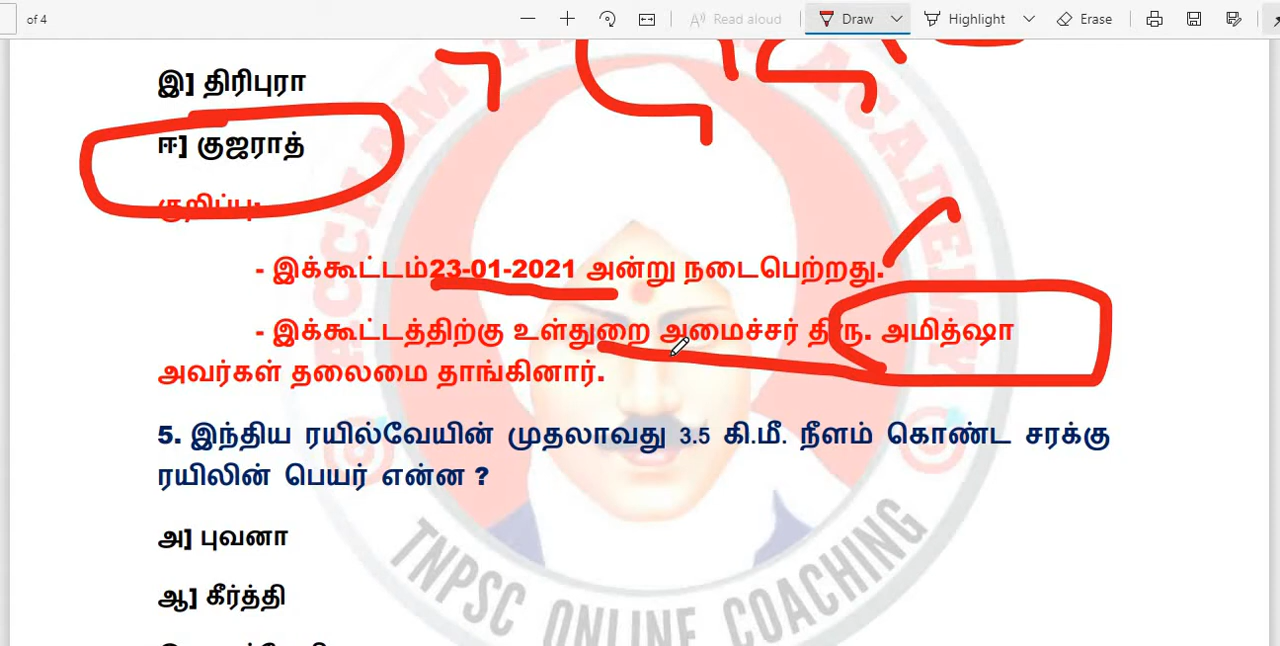 of 4 Read aloud Draw Highlight Erase
இ] திரிபுரா
ஈ] குஜராத்
குறிப்பு:
- இக்கூட்டம்23-01-2021 அன்று நடைபெற்றது.
- இக்கூட்டத்திற்கு உள்துறை அமைச்சர் திரு. அமித்ஷா
அவர்கள் தலைமை தாங்கினார்.
5. இந்திய ரயில்வேயின் முதலாவது 3.5 கி.மீ. நீளம் கொண்ட சரக்கு
ரயிலின் பெயர் என்ன ?
அ] புவனா
ஆ] கீர்த்தி
ACADEMY
TNPSC ONLINE COACHING